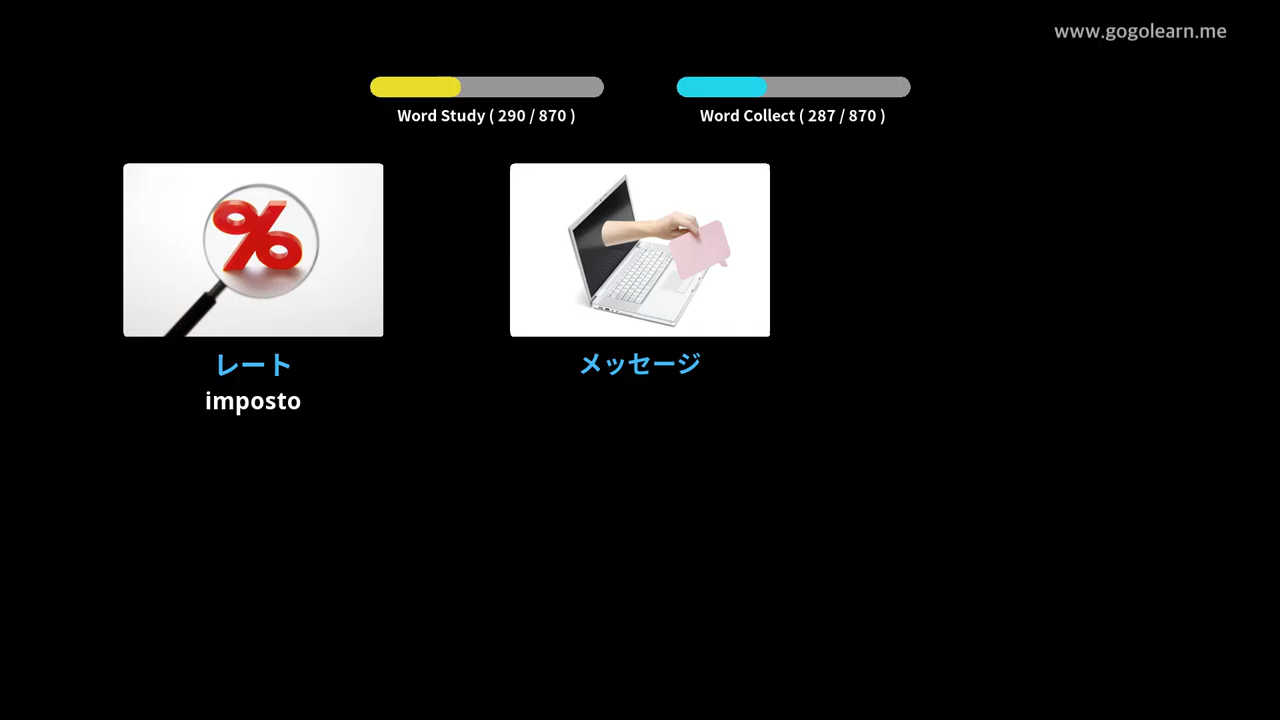 www.gogolearn.me
Word Study ( 290 / 870 )
Word Collect ( 287 / 870 )
%
レート
imposto
メッセージ